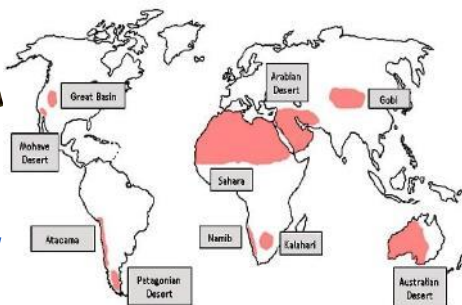 Great Basin
Arabian
Desert
Gobi
Mohave
Desert
Sahara
Atacama
Namib
Kalahari
Patagonian
Desert
Australian
Desert